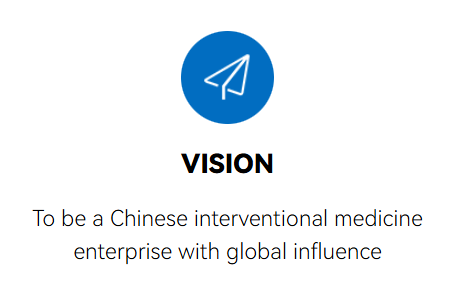 VISION
To be a Chinese interventional medicine
enterprise with global influence